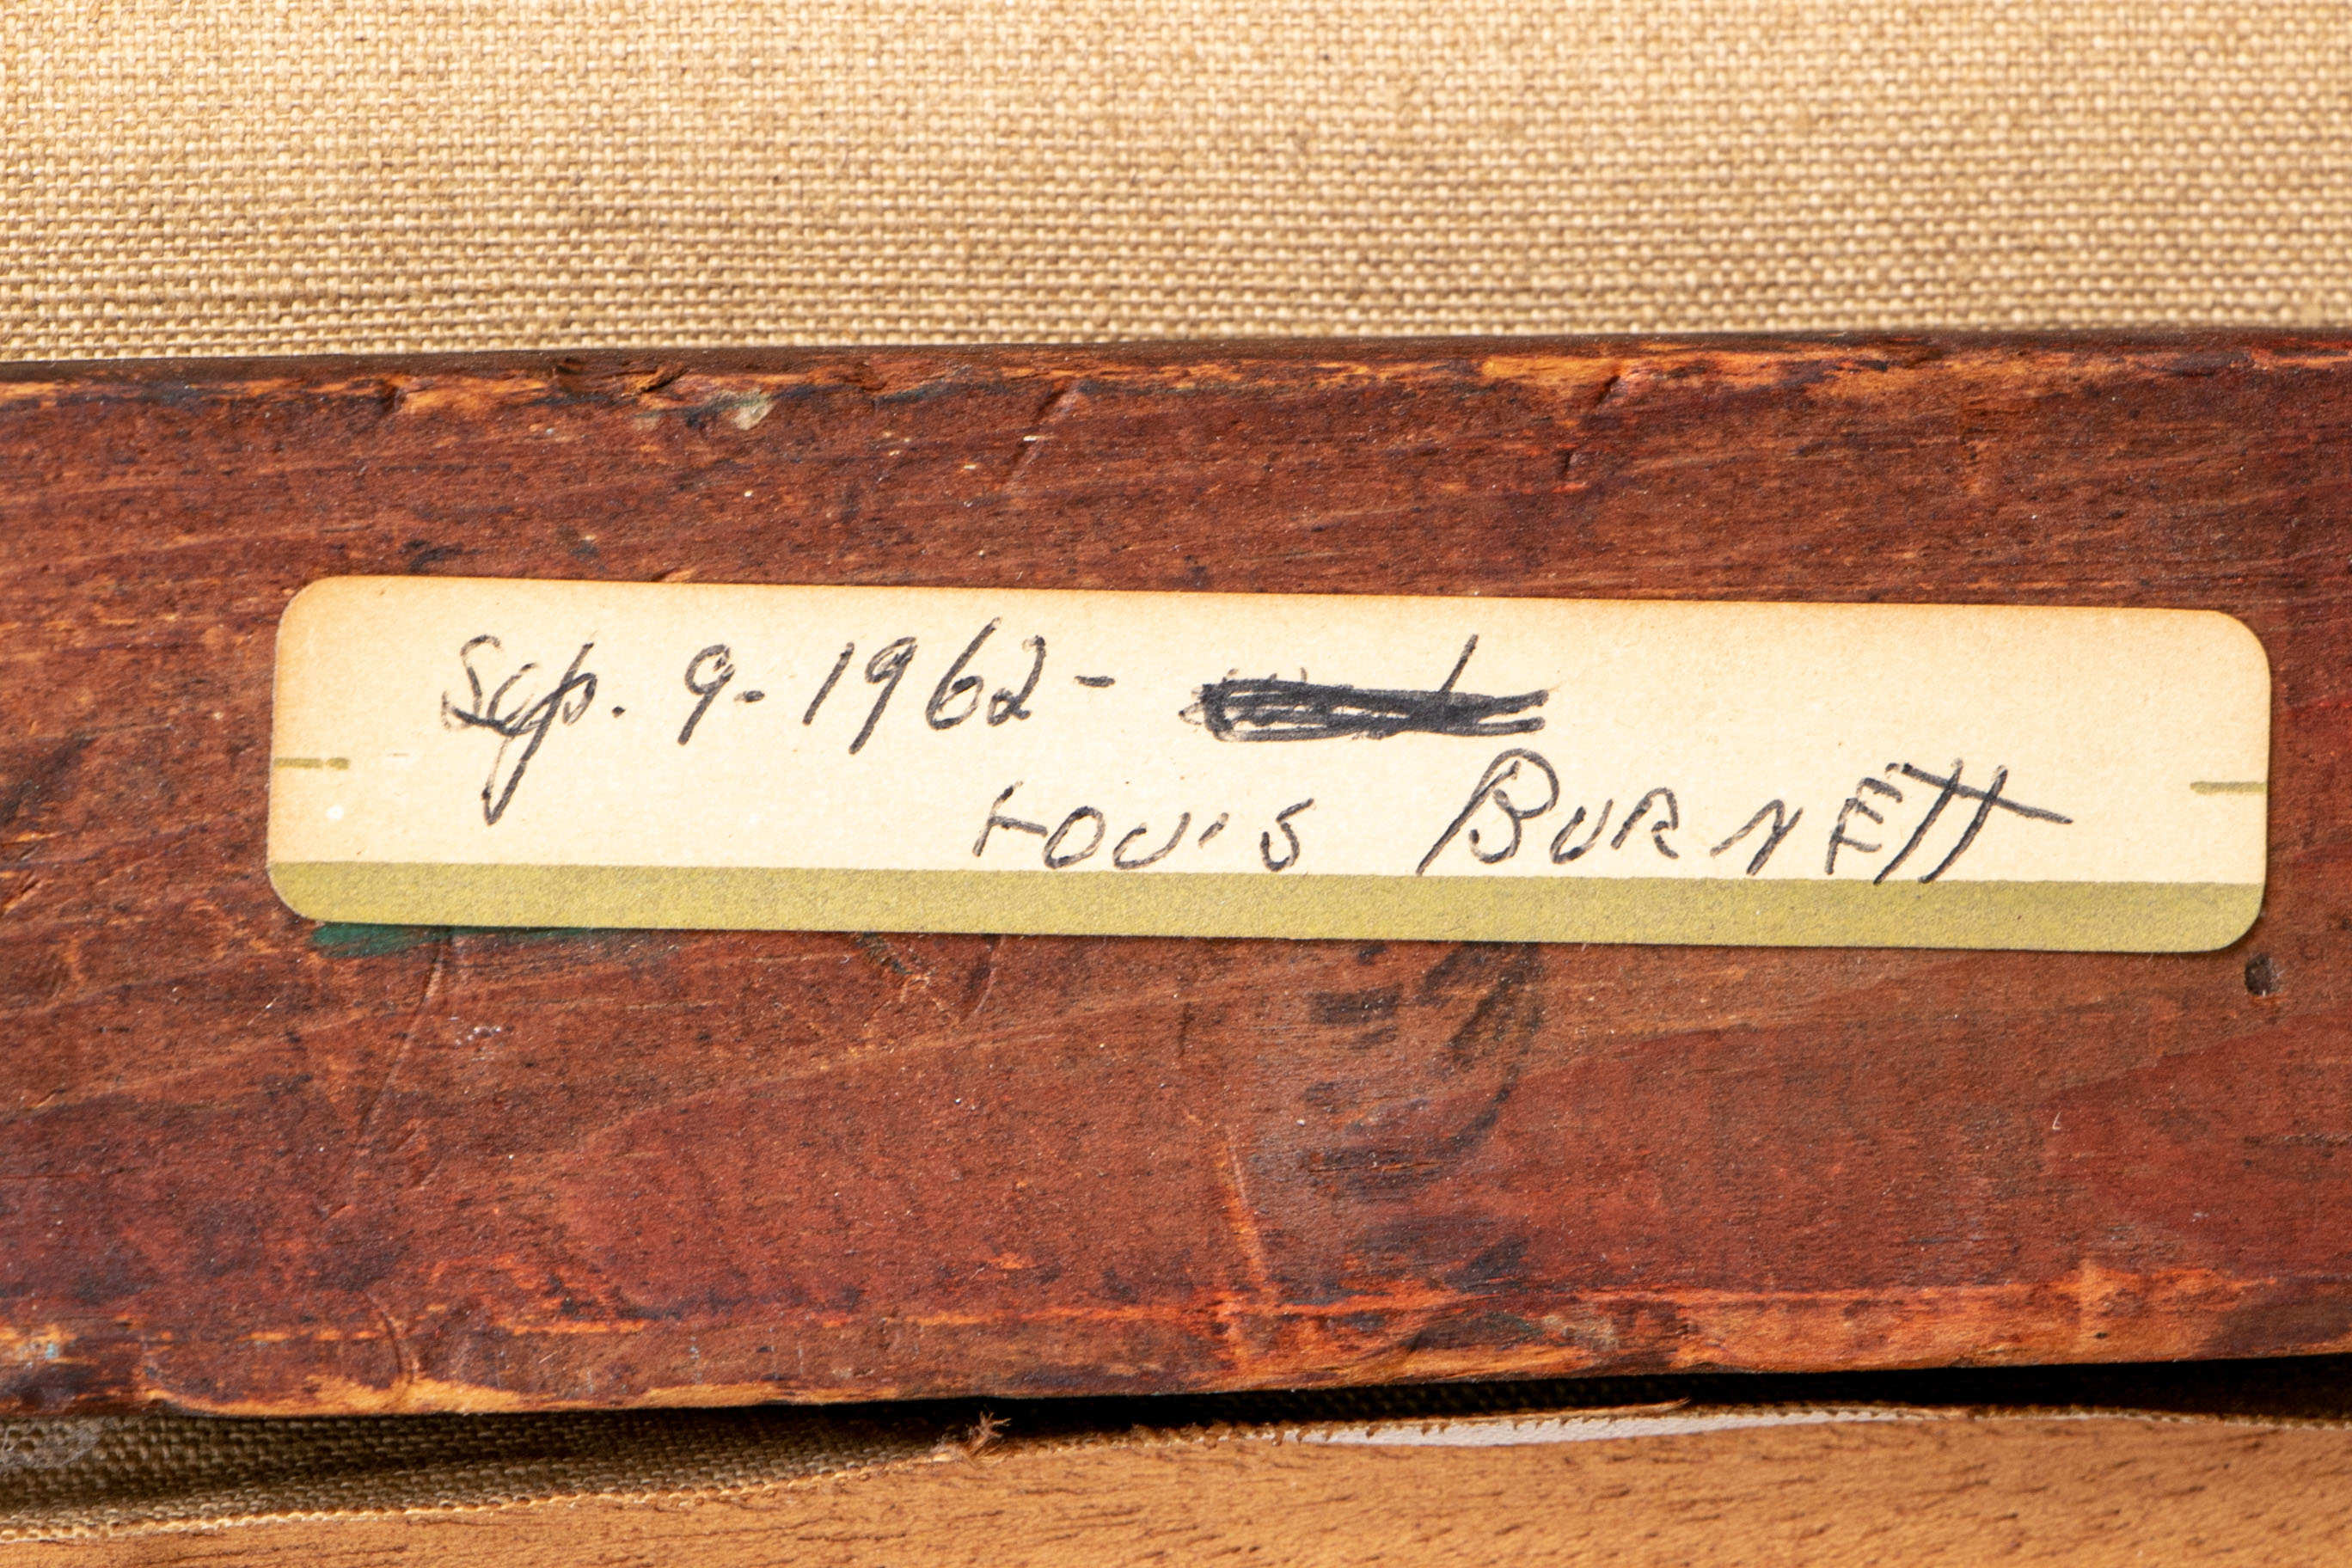 Sep. 9-1962-
LOUIS BURNETT